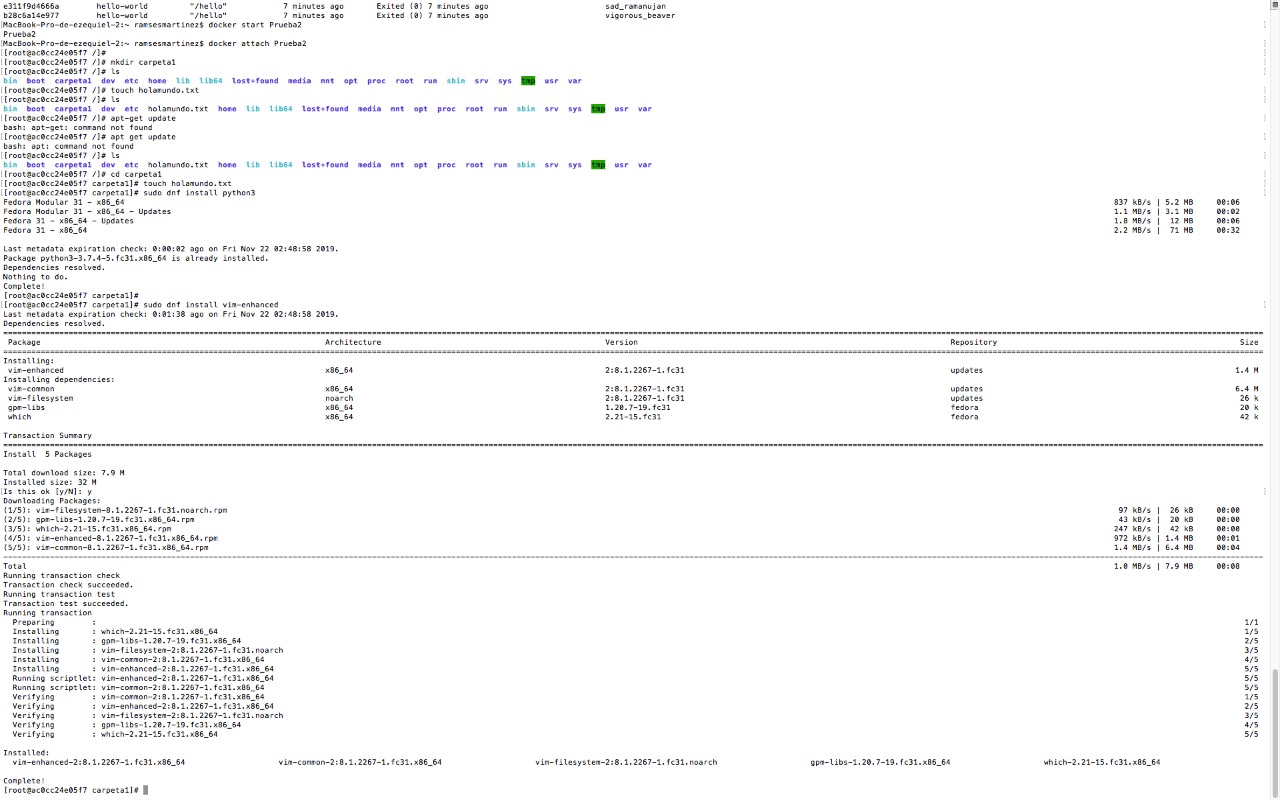 e311f9d4666a        hello-world         "/hello"            7 minutes ago       Exited (0) 7 minutes ago                       sad_ramanujan
b28c6a14e977        hello-world         "/hello"            7 minutes ago       Exited (0) 7 minutes ago                       vigorous_beaver
[MacBook-Pro-de-ezequiel-2:~ ramsesmartinez$ docker start Prueba2
Prueba2
[MacBook-Pro-de-ezequiel-2:~ ramsesmartinez$ docker attach Prueba2
[[root@ac0cc24e05f7 /]#
[[root@ac0cc24e05f7 /]# mkdir carpeta1
[[root@ac0cc24e05f7 /]# ls
bin  boot  carpeta1  dev  etc  home  lib  lib64  lost+found  media  mnt  opt  proc  root  run  sbin  srv  sys  tmp  usr  var
[[root@ac0cc24e05f7 /]# touch holamundo.txt
[[root@ac0cc24e05f7 /]# ls
bin  boot  carpeta1  dev  etc  holamundo.txt  home  lib  lib64  lost+found  media  mnt  opt  proc  root  run  sbin  srv  sys  tmp  usr  var
[[root@ac0cc24e05f7 /]# apt-get update
bash: apt-get: command not found
[[root@ac0cc24e05f7 /]# apt get update
bash: apt: command not found
[[root@ac0cc24e05f7 /]# ls
bin  boot  carpeta1  dev  etc  holamundo.txt  home  lib  lib64  lost+found  media  mnt  opt  proc  root  run  sbin  srv  sys  tmp  usr  var
[[root@ac0cc24e05f7 /]# cd carpeta1
[[root@ac0cc24e05f7 carpeta1]# touch holamundo.txt
[[root@ac0cc24e05f7 carpeta1]# sudo dnf install python3
Fedora Modular 31 - x86_64    837 kB/s | 5.2 MB     00:06
Fedora Modular 31 - x86_64 - Updates    1.1 MB/s | 3.1 MB     00:02
Fedora 31 - x86_64 - Updates    1.8 MB/s |  12 MB     00:06
Fedora 31 - x86_64    2.2 MB/s |  71 MB     00:32
Last metadata expiration check: 0:00:02 ago on Fri Nov 22 02:48:58 2019.
Package python3-3.7.4-5.fc31.x86_64 is already installed.
Dependencies resolved.
Nothing to do.
Complete!
[root@ac0cc24e05f7 carpeta1]#
[[root@ac0cc24e05f7 carpeta1]# sudo dnf install vim-enhanced
Last metadata expiration check: 0:01:38 ago on Fri Nov 22 02:48:58 2019.
Dependencies resolved.
Package    Architecture    Version    Repository    Size
Installing:
vim-enhanced    x86_64    2:8.1.2267-1.fc31    updates    1.4 M
Installing dependencies:
vim-common    x86_64    2:8.1.2267-1.fc31    updates    6.4 M
vim-filesystem    noarch    2:8.1.2267-1.fc31    updates    26 k
gpm-libs    x86_64    1.20.7-19.fc31    fedora    20 k
which    x86_64    2.21-15.fc31    fedora    42 k
Transaction Summary
Install  5 Packages
Total download size: 7.9 M
Installed size: 32 M
[Is this ok [y/N]: y
Downloading Packages:
(1/5): vim-filesystem-8.1.2267-1.fc31.noarch.rpm    97 kB/s |  26 kB     00:00
(2/5): gpm-libs-1.20.7-19.fc31.x86_64.rpm    43 kB/s |  20 kB     00:00
(3/5): which-2.21-15.fc31.x86_64.rpm    247 kB/s |  42 kB     00:00
(4/5): vim-enhanced-8.1.2267-1.fc31.x86_64.rpm    972 kB/s | 1.4 MB     00:01
(5/5): vim-common-8.1.2267-1.fc31.x86_64.rpm    1.4 MB/s | 6.4 MB     00:04
Total    1.0 MB/s | 7.9 MB     00:08
Running transaction check
Transaction check succeeded.
Running transaction test
Transaction test succeeded.
Running transaction
Preparing        :    1/1
Installing       : which-2.21-15.fc31.x86_64    1/5
Installing       : gpm-libs-1.20.7-19.fc31.x86_64    2/5
Installing       : vim-filesystem-2:8.1.2267-1.fc31.noarch    3/5
Installing       : vim-common-2:8.1.2267-1.fc31.x86_64    4/5
Installing       : vim-enhanced-2:8.1.2267-1.fc31.x86_64    5/5
Running scriptlet: vim-enhanced-2:8.1.2267-1.fc31.x86_64    5/5
Running scriptlet: vim-common-2:8.1.2267-1.fc31.x86_64    5/5
Verifying        : vim-common-2:8.1.2267-1.fc31.x86_64    1/5
Verifying        : vim-enhanced-2:8.1.2267-1.fc31.x86_64    2/5
Verifying        : vim-filesystem-2:8.1.2267-1.fc31.noarch    3/5
Verifying        : gpm-libs-1.20.7-19.fc31.x86_64    4/5
Verifying        : which-2.21-15.fc31.x86_64    5/5
Installed:
vim-enhanced-2:8.1.2267-1.fc31.x86_64    vim-common-2:8.1.2267-1.fc31.x86_64    vim-filesystem-2:8.1.2267-1.fc31.noarch    gpm-libs-1.20.7-19.fc31.x86_64    which-2.21-15.fc31.x86_64
Complete!
[root@ac0cc24e05f7 carpeta1]#